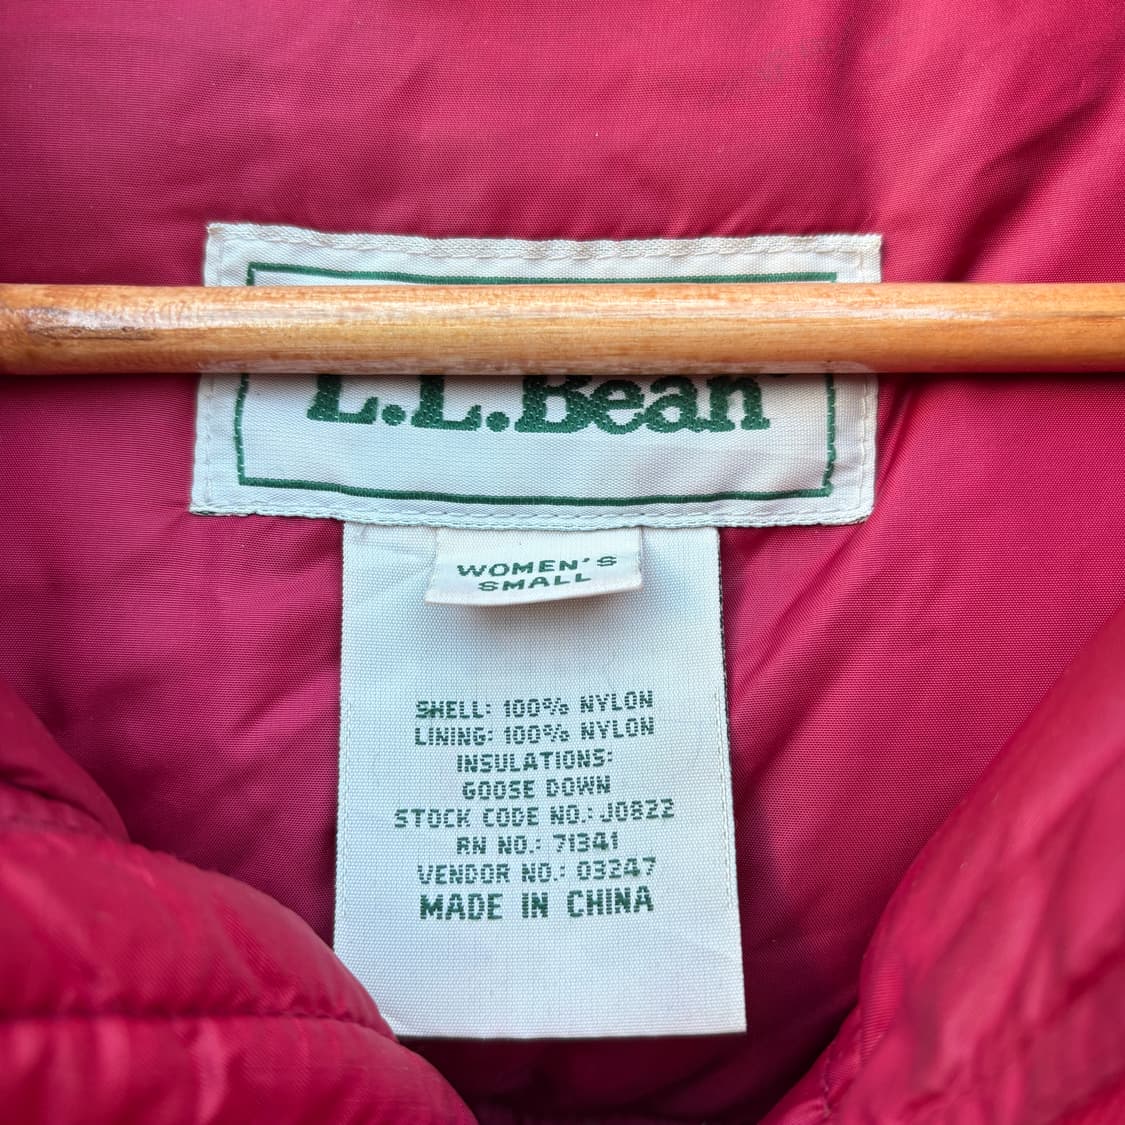 L.L.Bean
WOMEN'S
SMALL
SHELL: 100% NYLON
LINING: 100% NYLON
INSULATIONS:
GOOSE DOWN
STOCK CODE NO.: J0822
RN NO.: 71341
VENDOR NO.: 03247
MADE IN CHINA